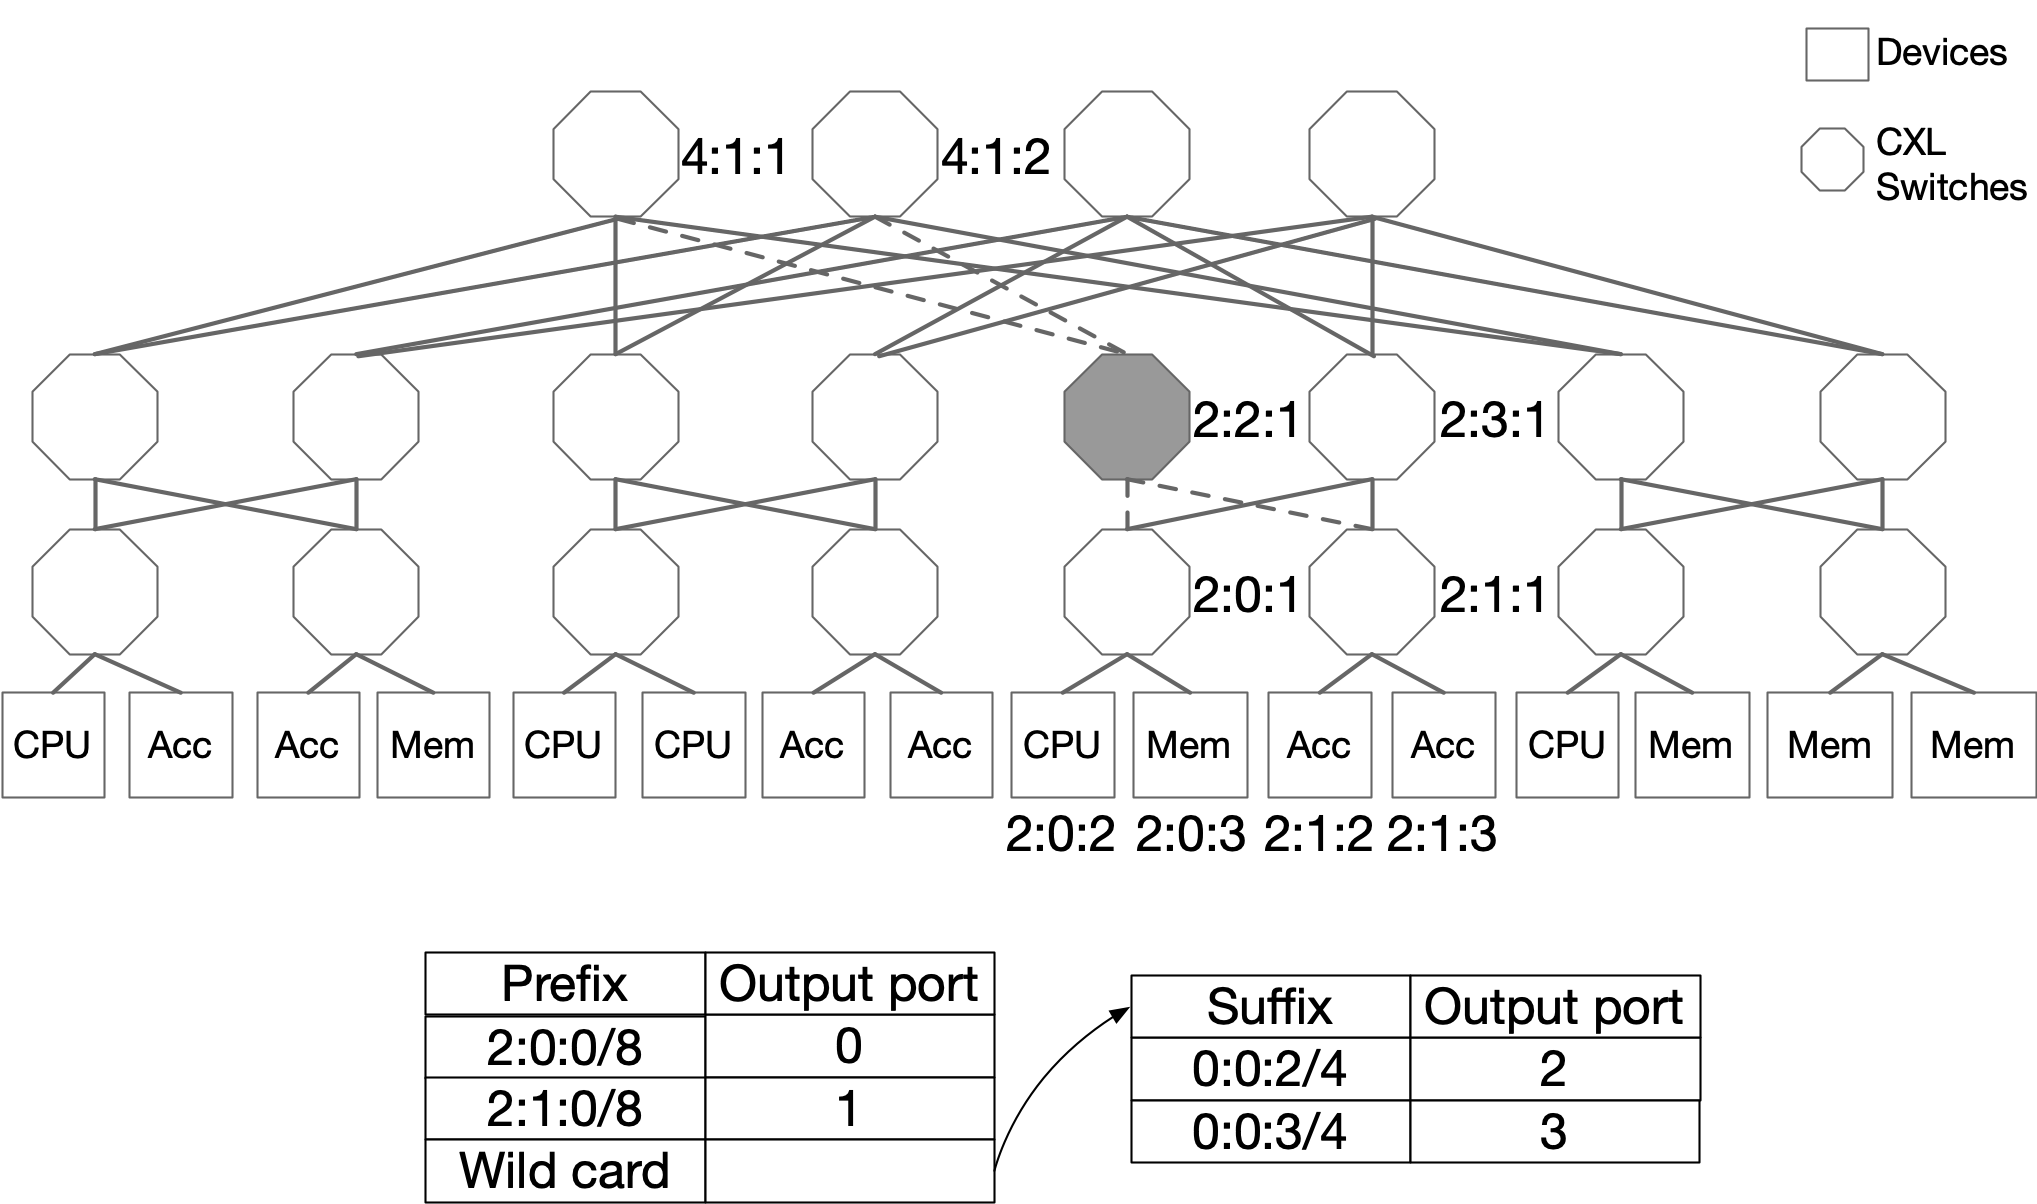 Devices
CXL
Switches
4:1:1
4:1:2
2:2:1
2:3:1
2:0:1
2:1:1
CPU
Acc
Acc
Mem
CPU
CPU
Acc
Acc
CPU
Mem
Acc
Acc
CPU
Mem
Mem
Mem
2:0:2
2:0:3
2:1:2
2:1:3
Prefix Output port
2:0:0/8 0
2:1:0/8 1
Wild card
Suffix Output port
0:0:2/4 2
0:0:3/4 3